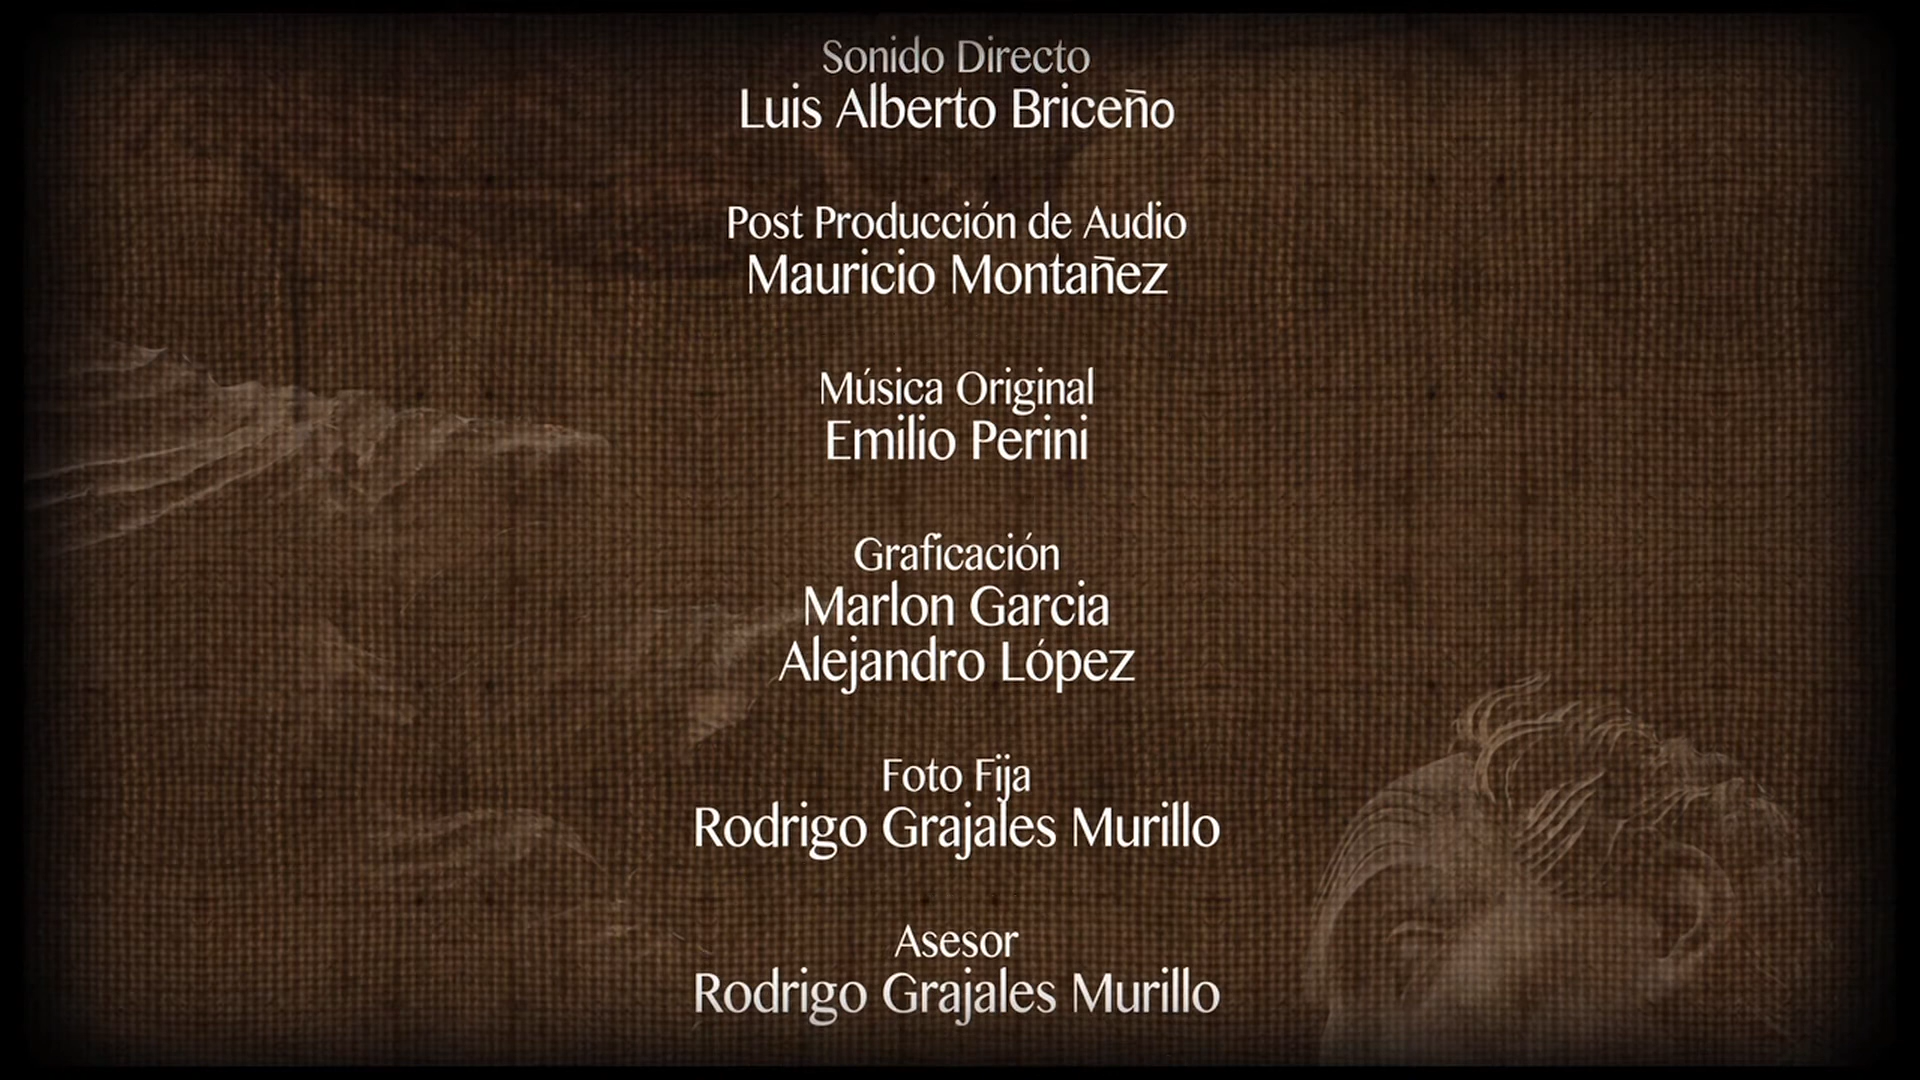 Sonido Directo
Luis Alberto Briceño
Post Producción de Audio
Mauricio Montañez
Música Original
Emilio Perini
Graficación
Marlon Garcia
Alejandro López
Foto Fija
Rodrigo Grajales Murillo
Asesor
Rodrigo Grajales Murillo